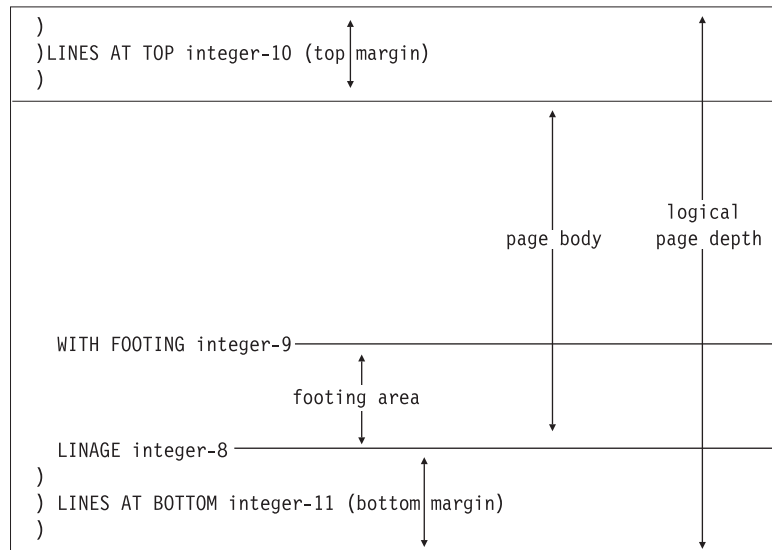 )
)LINES AT TOP integer-10 (top margin)
)
logical
page body page depth
WITH FOOTING integer-9
footing area
LINAGE integer-8
)
) LINES AT BOTTOM integer-11 (bottom margin)
)